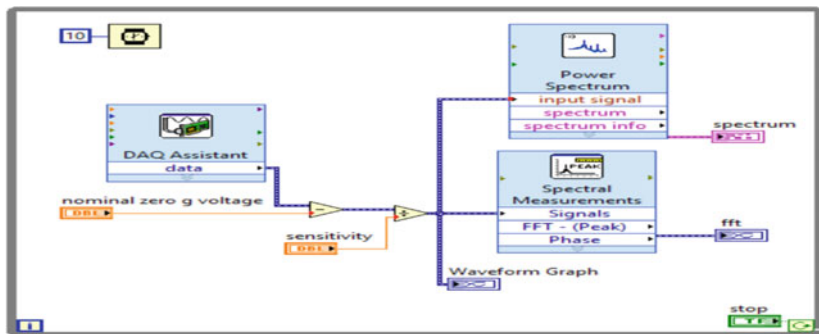 10
Power
Spectrum
input signal
spectrum
spectrum info
spectrum
DAQ Assistant
data
PEAK
Spectral
Measurements
Signals
FFT - (Peak)
Phase
fft
nominal zero g voltage
DBL
sensitivity
DBL
Waveform Graph
stop
TF
i